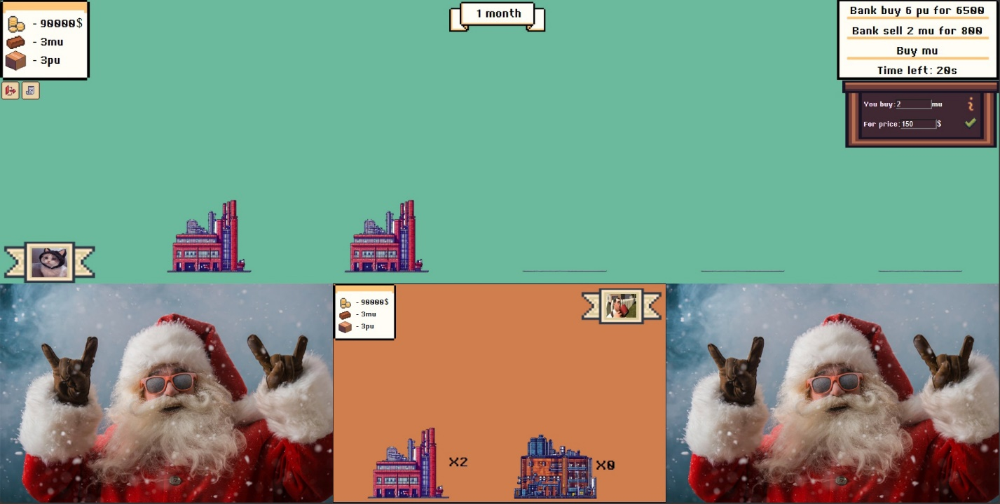 - 90000$
- 3mu
- 3pu
1 month
Bank buy 6 pu for 6500
Bank sell 2 mu for 800
Buy mu
Time left: 20s
You buy:2 mu
For price:150 $
- 90000$
- 3mu
- 3pu
X2
X0